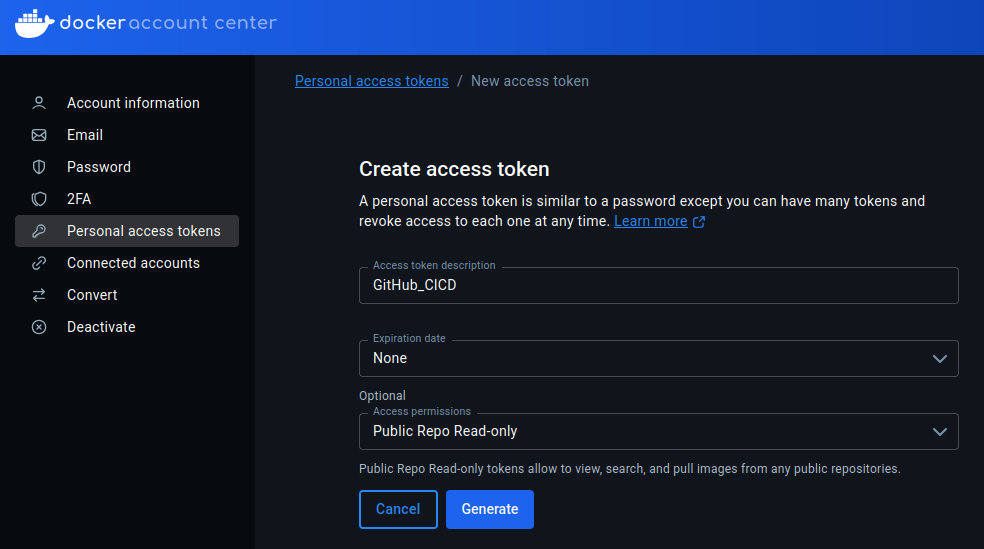 docker account center
Account information
Email
Password
2FA
Personal access tokens
Connected accounts
Convert
Deactivate
Personal access tokens / New access token
Create access token
A personal access token is similar to a password except you can have many tokens and
revoke access to each one at any time. Learn more
Access token description
GitHub_CICD
Expiration date
None
Optional
Access permissions
Public Repo Read-only
Public Repo Read-only tokens allow to view, search, and pull images from any public repositories.
Cancel
Generate